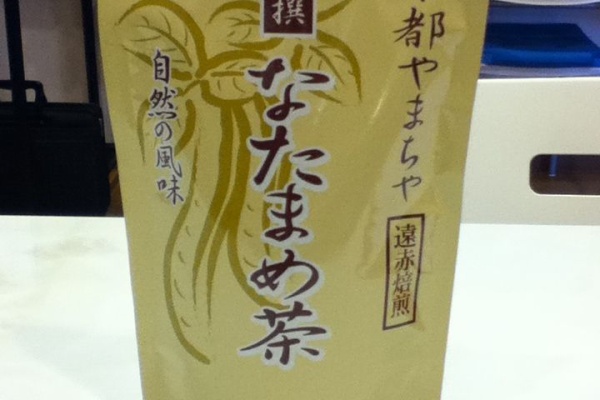 都やまちや
遠赤焙煎
撰
なたまめ茶
自然の風味